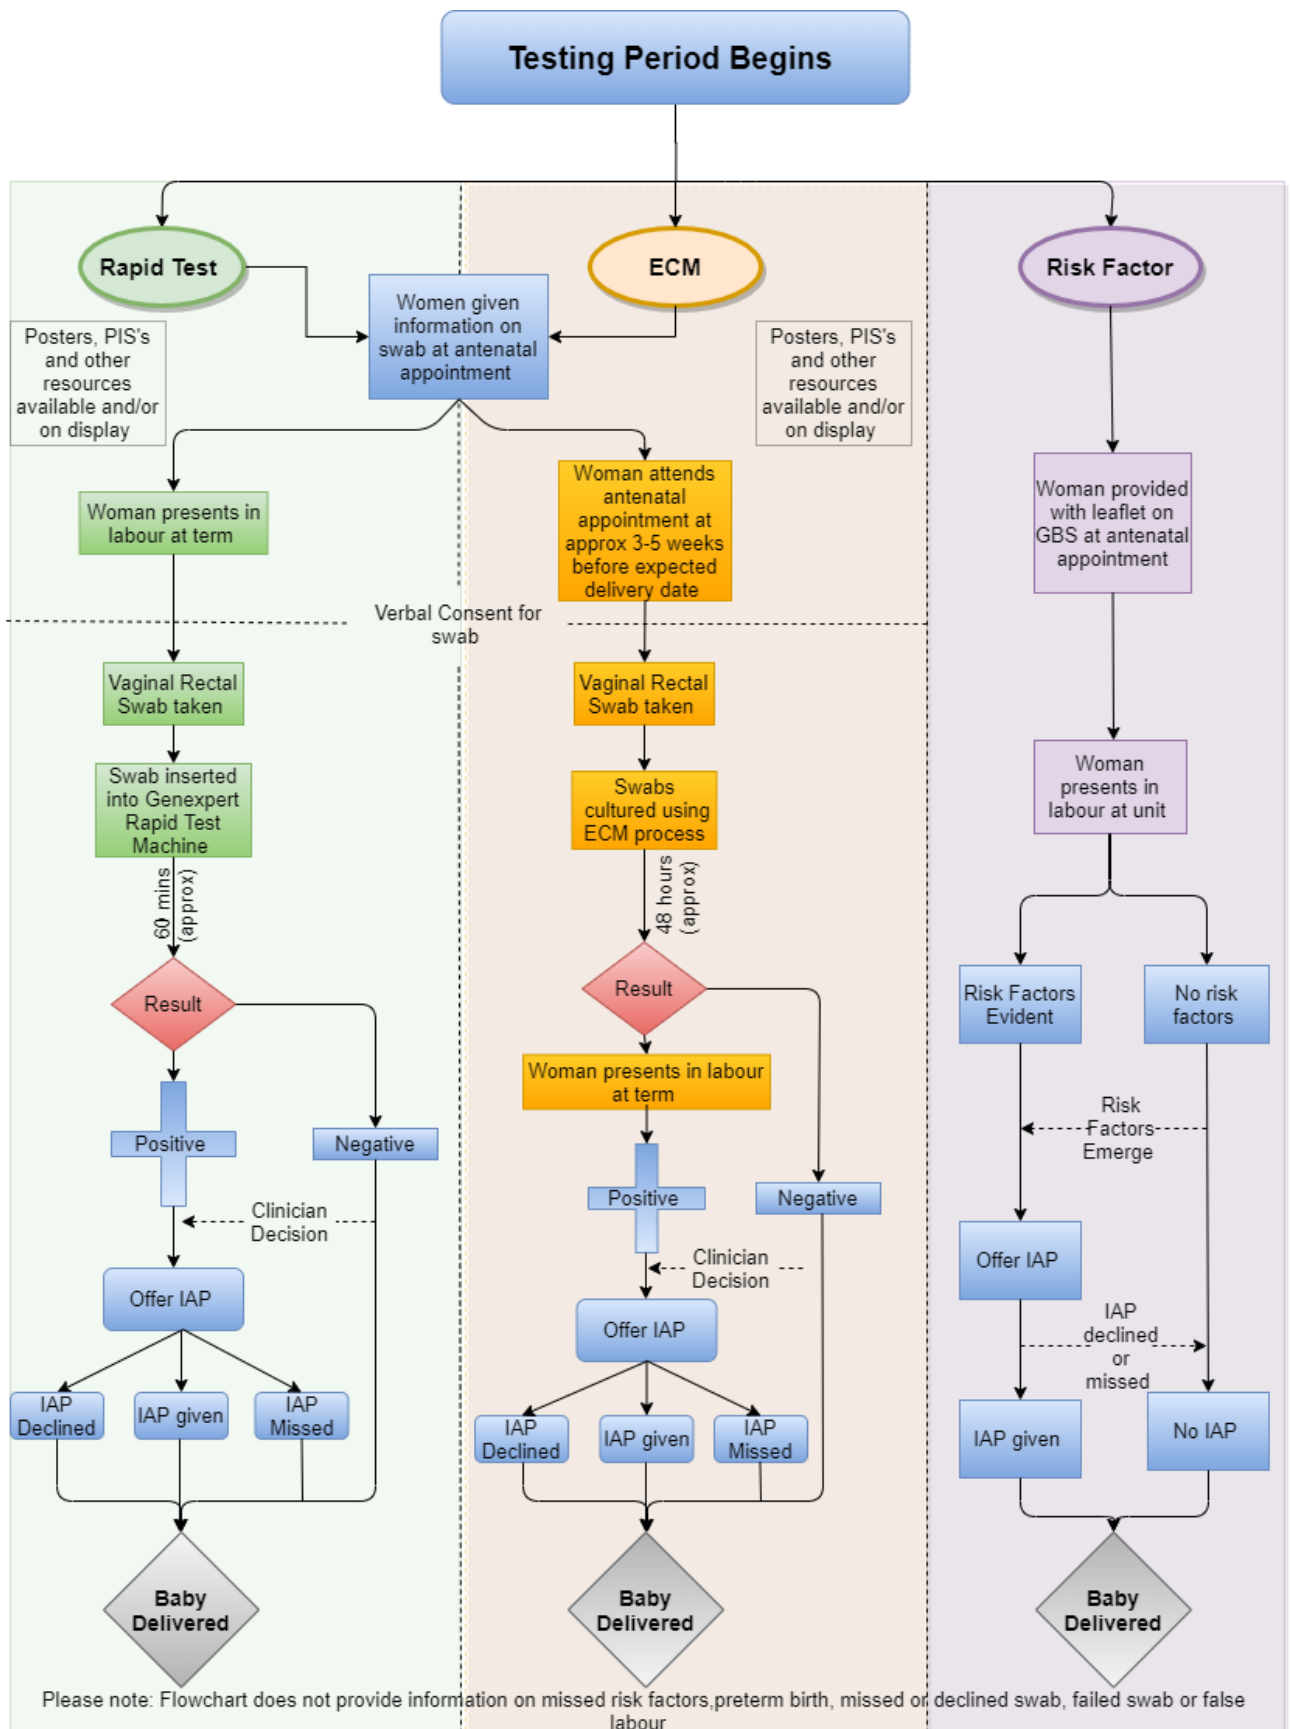 Testing Period Begins
Rapid Test
ECM
Risk Factor
Women given
information on
swab at antenatal
appointment
Posters, PIS's
and other
resources
available and/or
on display
Posters, PIS's
and other
resources
available and/or
on display
Woman presents in
labour at term
Woman attends
antenatal
appointment at
approx 3-5 weeks
before expected
delivery date
Woman provided
with leaflet on
GBS at antenatal
appointment
Verbal Consent for
swab
Vaginal Rectal
Swab taken
Vaginal Rectal
Swab taken
Swab inserted
into Genexpert
Rapid Test
Machine
Swabs
cultured using
ECM process
Woman
presents in
labour at unit
60 mins
(approx)
48 hours
(approx)
Result
Result
Risk Factors
Evident
No risk
factors
Woman presents in labour
at term
Positive
Negative
Risk
Factors
Emerge
Positive
Negative
Clinician
Decision
Clinician
Decision
Offer IAP
Offer IAP
Offer IAP
IAP
declined
or
missed
IAP
Declined
IAP given
IAP
Missed
IAP
Declined
IAP given
IAP
Missed
IAP given
No IAP
Baby
Delivered
Baby
Delivered
Baby
Delivered
Please note: Flowchart does not provide information on missed risk factors,preterm birth, missed or declined swab, failed swab or false
labour